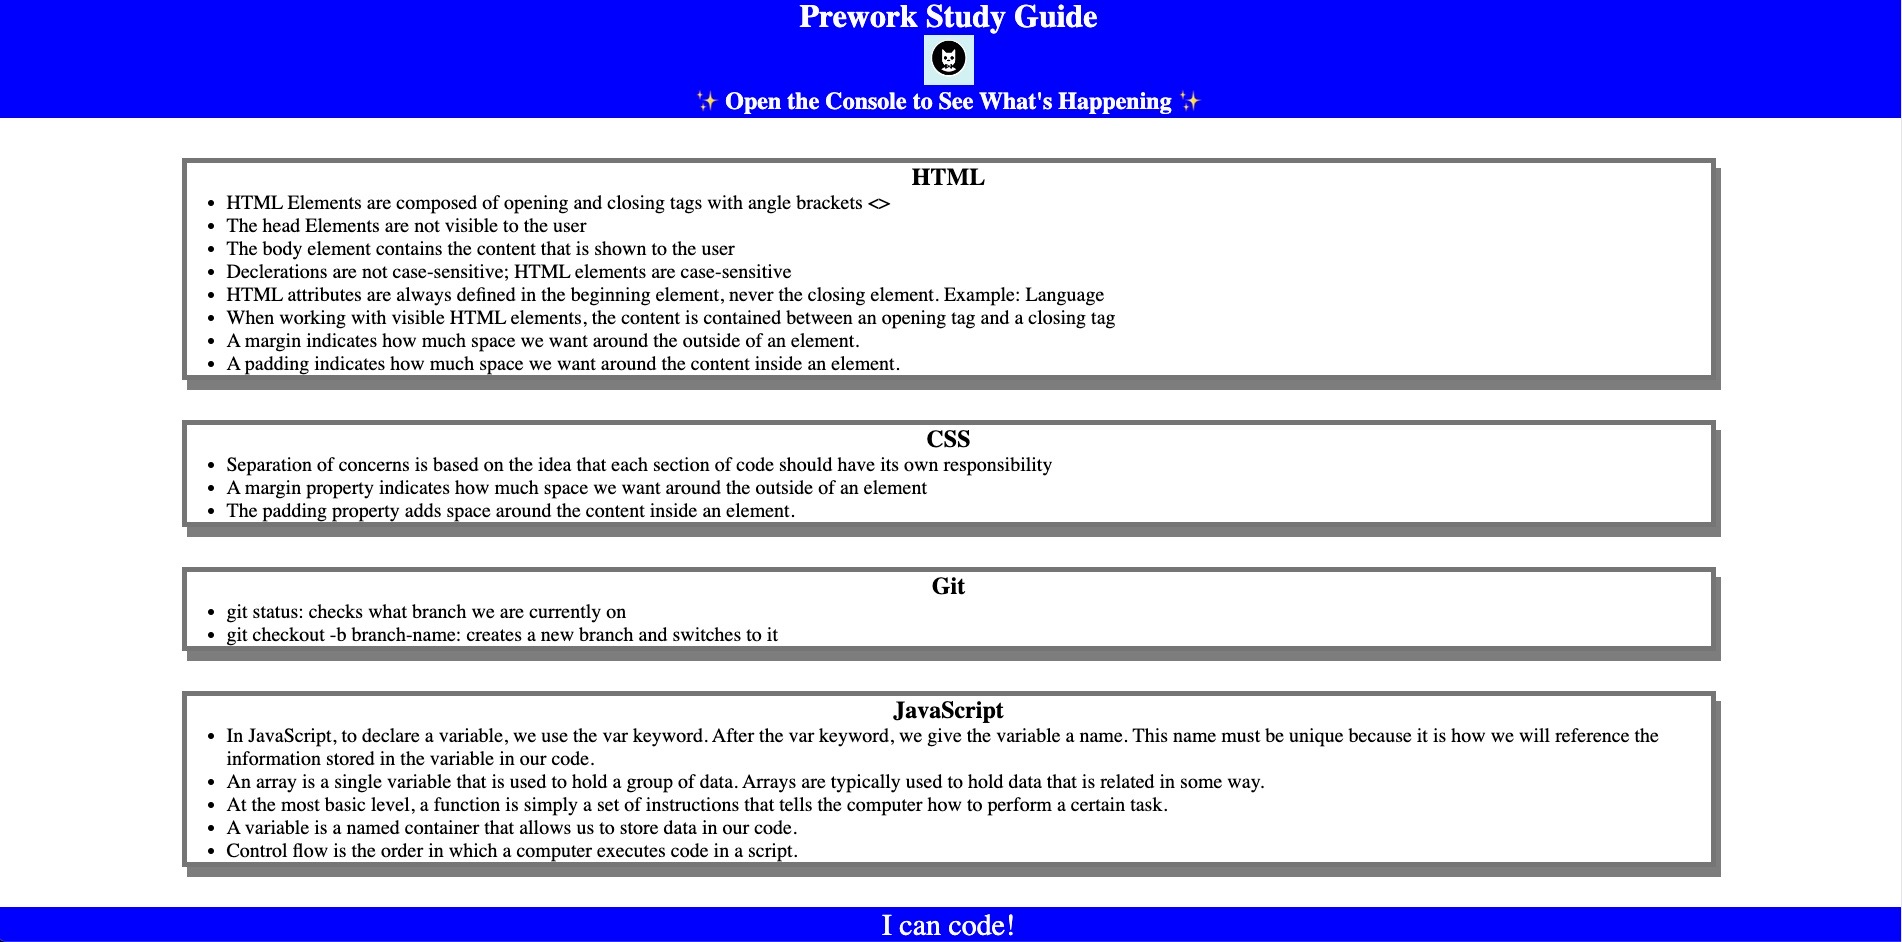 Prework Study Guide
✨ Open the Console to See What's Happening ✨
HTML
• HTML Elements are composed of opening and closing tags with angle brackets <>
• The head Elements are not visible to the user
• The body element contains the content that is shown to the user
• Declerations are not case-sensitive; HTML elements are case-sensitive
• HTML attributes are always defined in the beginning element, never the closing element. Example: Language
• When working with visible HTML elements, the content is contained between an opening tag and a closing tag
• A margin indicates how much space we want around the outside of an element.
• A padding indicates how much space we want around the content inside an element.
CSS
• Separation of concerns is based on the idea that each section of code should have its own responsibility
• A margin property indicates how much space we want around the outside of an element
• The padding property adds space around the content inside an element.
Git
• git status: checks what branch we are currently on
• git checkout -b branch-name: creates a new branch and switches to it
JavaScript
• In JavaScript, to declare a variable, we use the var keyword. After the var keyword, we give the variable a name. This name must be unique because it is how we will reference the
information stored in the variable in our code.
• An array is a single variable that is used to hold a group of data. Arrays are typically used to hold data that is related in some way.
• At the most basic level, a function is simply a set of instructions that tells the computer how to perform a certain task.
• A variable is a named container that allows us to store data in our code.
• Control flow is the order in which a computer executes code in a script.
I can code!